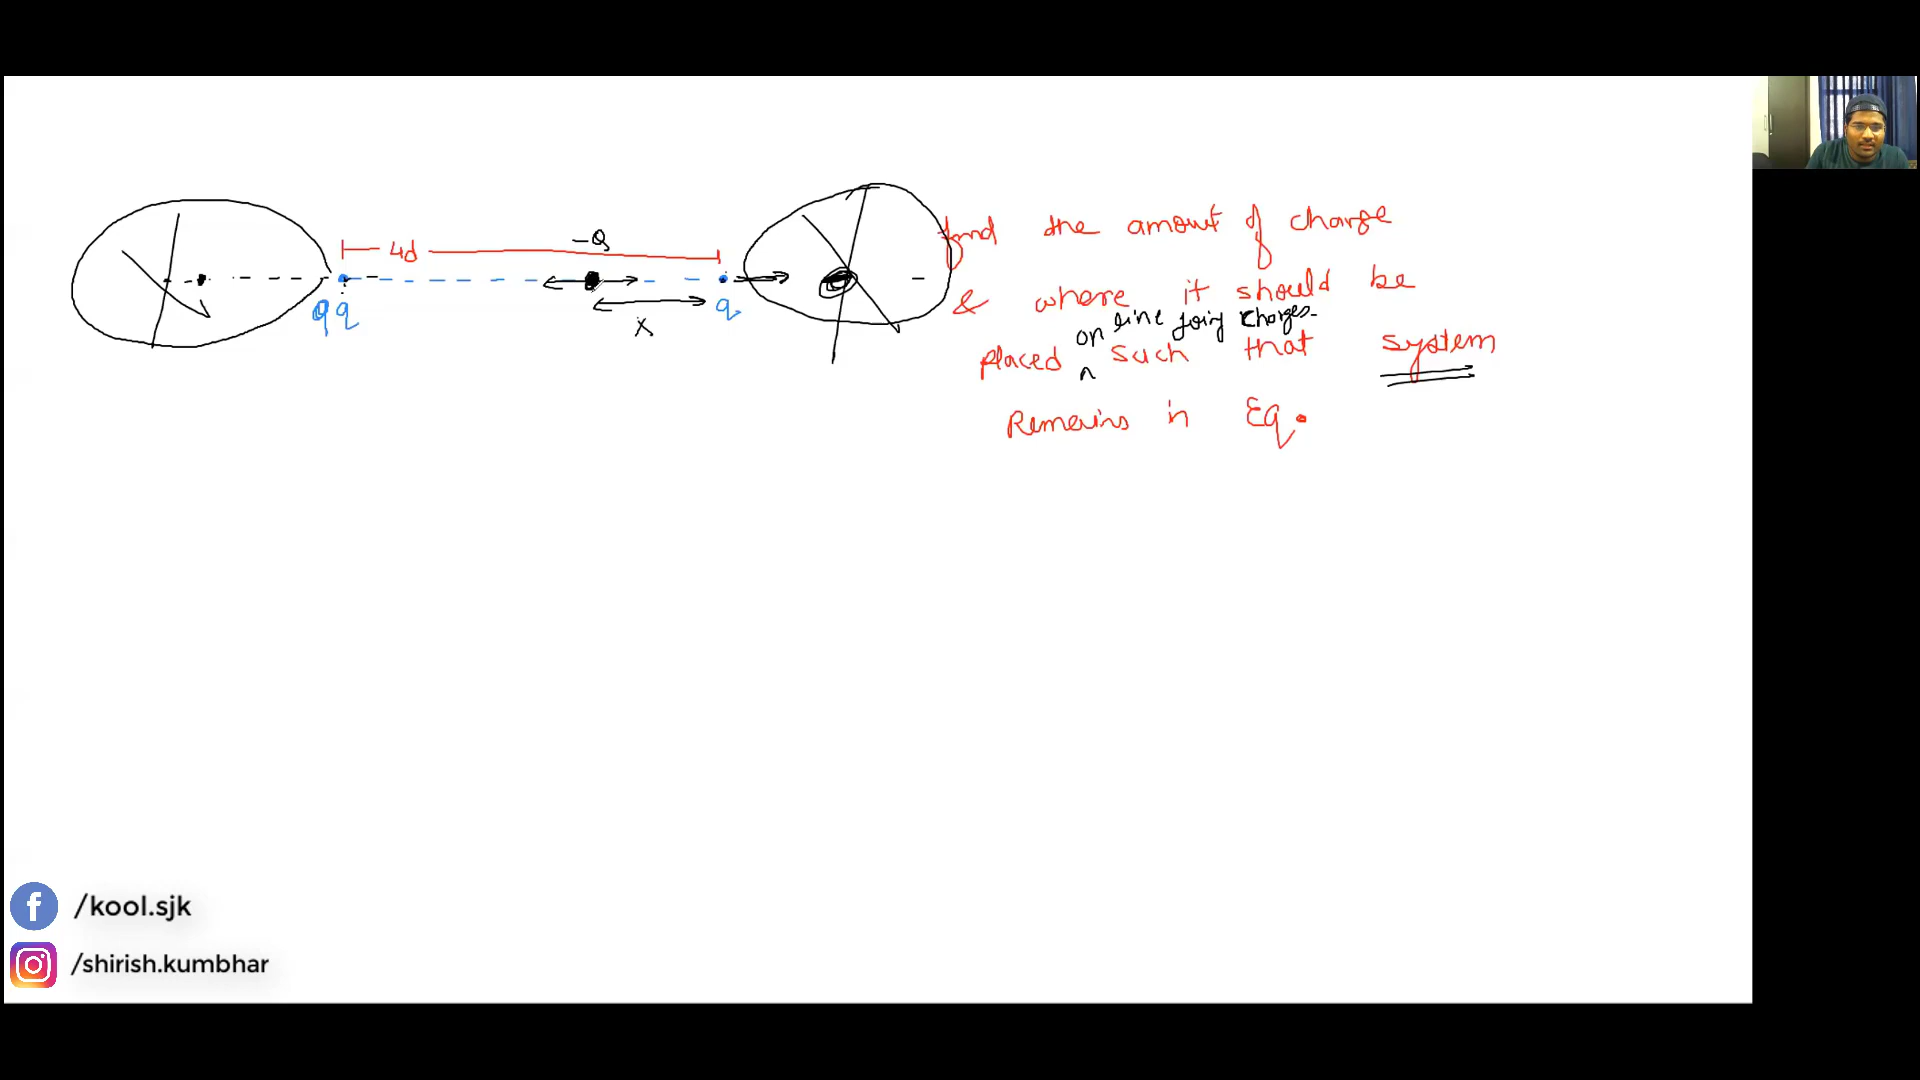 find the amount of charge
& where it should be
on line joing charges.
placed ^ such that system
Remains in Eq.
-Q
4d
9q
q
x
/kool.sjk
/shirish.kumbhar